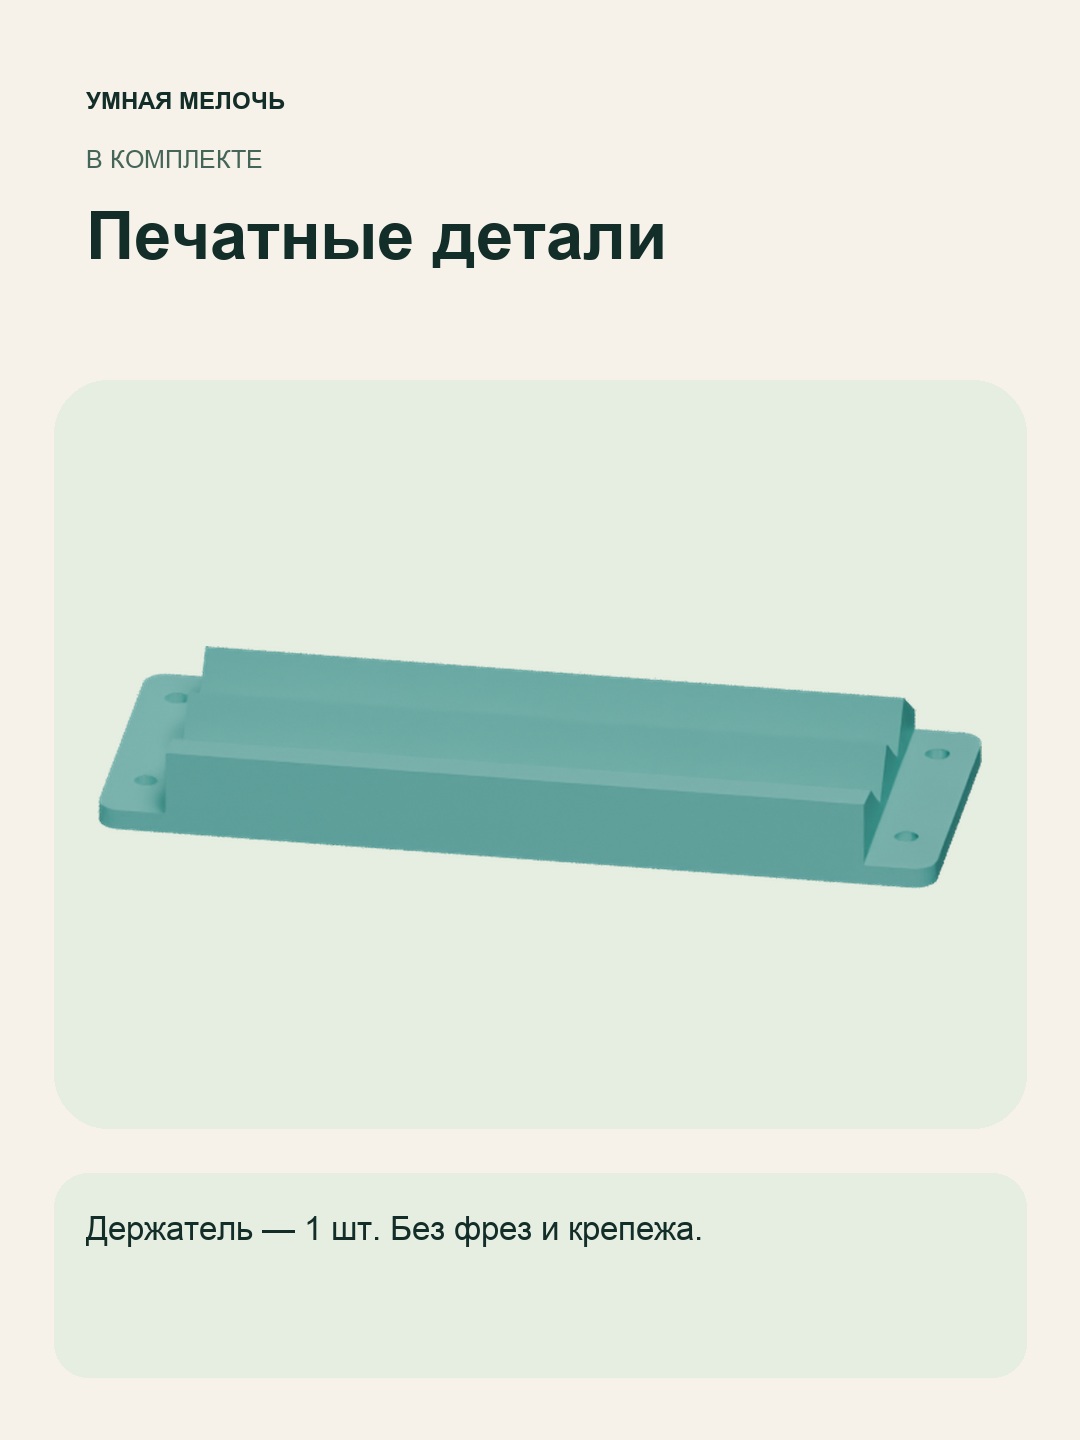 УМНАЯ МЕЛОЧЬ
В КОМПЛЕКТЕ
Печатные детали
Держатель — 1 шт. Без фрез и крепежа.